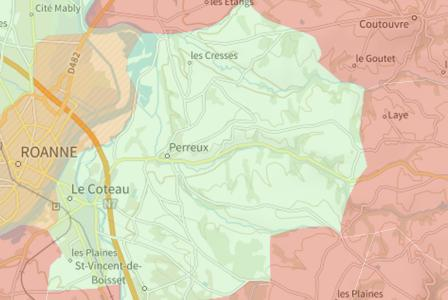 les Étangs
Cité Mably
Coutouvre
les Cresses
le Goutet
D482
Laye
ROANNE
Perreux
Le Coteau
N7
les Plaines
St-Vincent-de-
Boisset
les Plaines